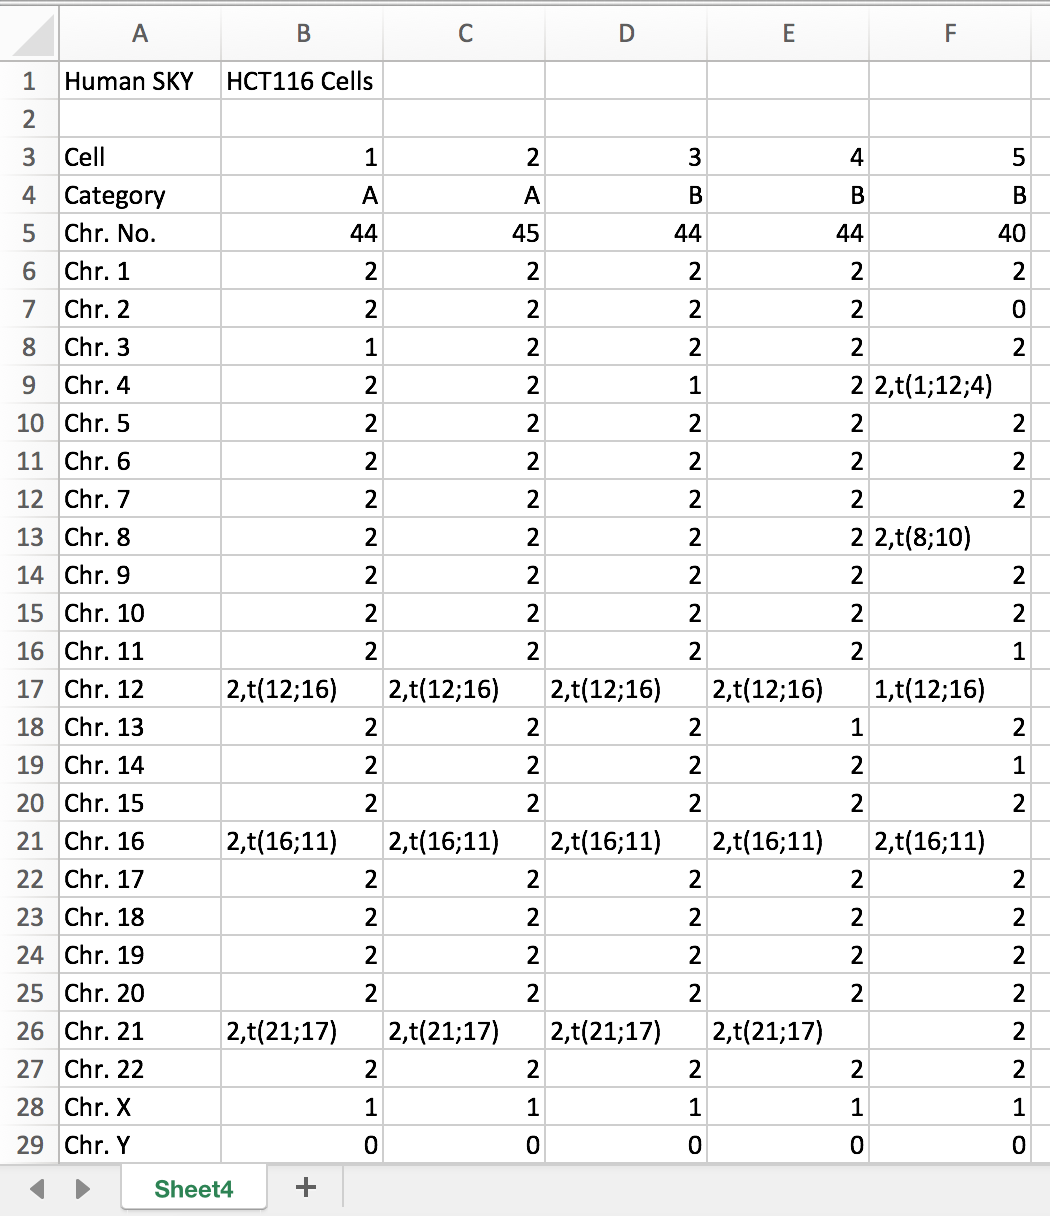 A B C D E F
1 Human SKY HCT116 Cells
2
3 Cell 1 2 3 4 5
4 Category A A B B B
5 Chr. No. 44 45 44 44 40
6 Chr. 1 2 2 2 2 2
7 Chr. 2 2 2 2 2 0
8 Chr. 3 1 2 2 2 2
9 Chr. 4 2 2 1 2 2,t(1;12;4)
10 Chr. 5 2 2 2 2 2
11 Chr. 6 2 2 2 2 2
12 Chr. 7 2 2 2 2 2
13 Chr. 8 2 2 2 2 2,t(8;10)
14 Chr. 9 2 2 2 2 2
15 Chr. 10 2 2 2 2 2
16 Chr. 11 2 2 2 2 1
17 Chr. 12 2,t(12;16) 2,t(12;16) 2,t(12;16) 2,t(12;16) 1,t(12;16)
18 Chr. 13 2 2 2 1 2
19 Chr. 14 2 2 2 2 1
20 Chr. 15 2 2 2 2 2
21 Chr. 16 2,t(16;11) 2,t(16;11) 2,t(16;11) 2,t(16;11) 2,t(16;11)
22 Chr. 17 2 2 2 2 2
23 Chr. 18 2 2 2 2 2
24 Chr. 19 2 2 2 2 2
25 Chr. 20 2 2 2 2 2
26 Chr. 21 2,t(21;17) 2,t(21;17) 2,t(21;17) 2,t(21;17) 2
27 Chr. 22 2 2 2 2 2
28 Chr. X 1 1 1 1 1
29 Chr. Y 0 0 0 0 0
Sheet4 +